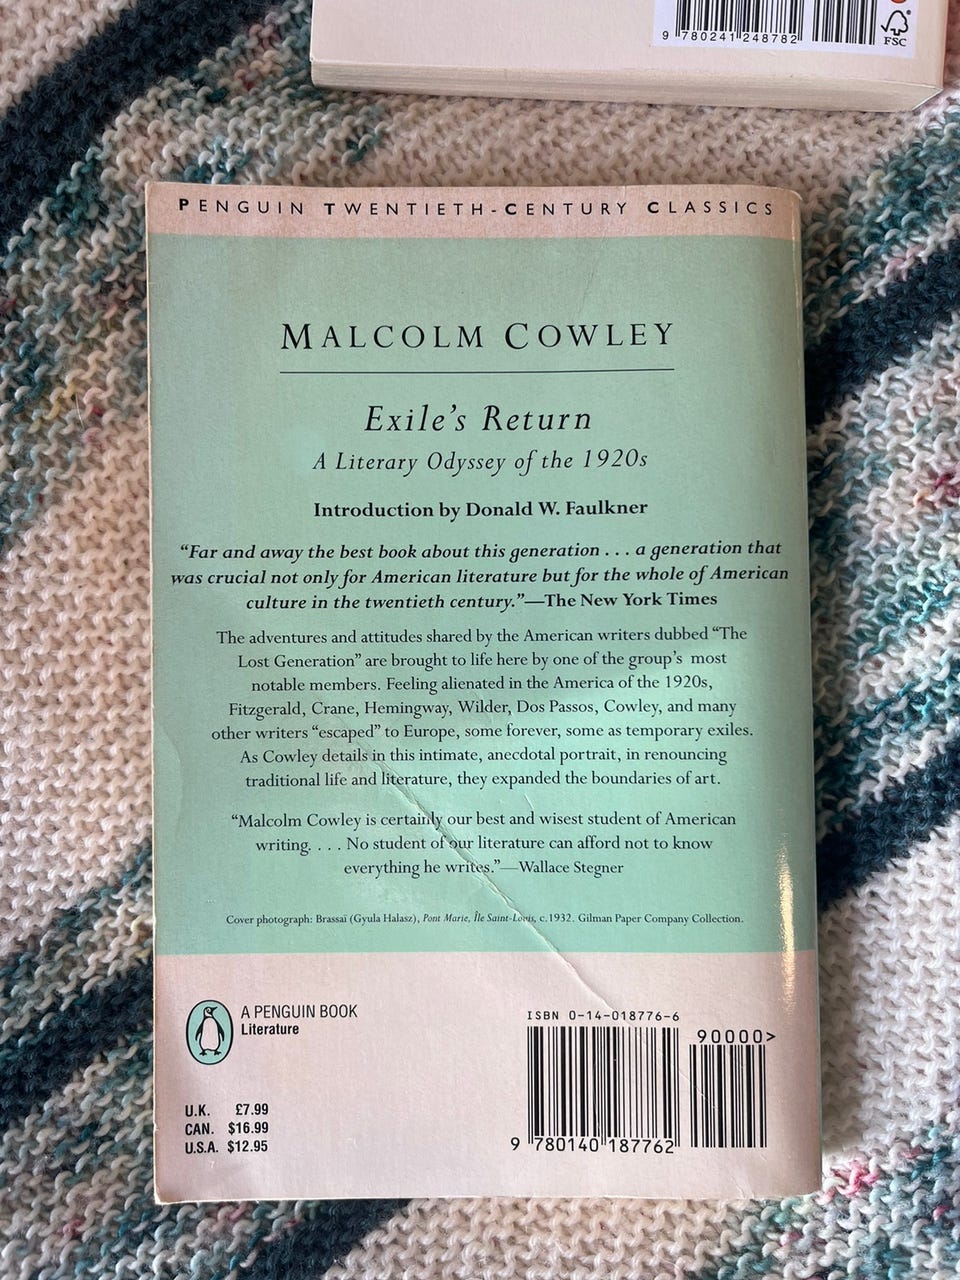 9 780241 248782
FSC
PENGUIN TWENTIETH-CENTURY CLASSICS
MALCOLM COWLEY
Exile's Return
A Literary Odyssey of the 1920s
Introduction by Donald W. Faulkner
“Far and away the best book about this generation . . . a generation that
was crucial not only for American literature but for the whole of American
culture in the twentieth century.”—The New York Times
The adventures and attitudes shared by the American writers dubbed “The
Lost Generation” are brought to life here by one of the group's most
notable members. Feeling alienated in the America of the 1920s,
Fitzgerald, Crane, Hemingway, Wilder, Dos Passos, Cowley, and many
other writers “escaped” to Europe, some forever, some as temporary exiles.
As Cowley details in this intimate, anecdotal portrait, in renouncing
traditional life and literature, they expanded the boundaries of art.
“Malcolm Cowley is certainly our best and wisest student of American
writing. . . . No student of our literature can afford not to know
everything he writes.”—Wallace Stegner
Cover photograph: Brassaï (Gyula Halasz), Pont Marie, Île Saint-Louis, c.1932. Gilman Paper Company Collection.
A PENGUIN BOOK
Literature
U.K. £7.99
CAN. $16.99
U.S.A. $12.95
ISBN 0-14-018776-6
90000>
9 780140 187762